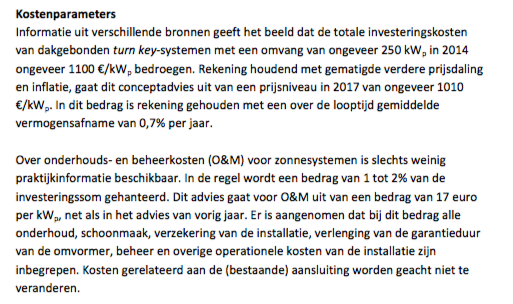 Kostenparameters
Informatie uit verschillende bronnen geeft het beeld dat de totale investeringskosten
van dakgebonden turn key-systemen met een omvang van ongeveer 250 kWp in 2014
ongeveer 1100 €/kWp bedroegen. Rekening houdend met gematigde verdere prijsdaling
en inflatie, gaat dit conceptadvies uit van een prijsniveau in 2017 van ongeveer 1010
€/kWp. In dit bedrag is rekening gehouden met een over de looptijd gemiddelde
vermogensafname van 0,7% per jaar.
Over onderhouds- en beheerkosten (O&M) voor zonnesystemen is slechts weinig
praktijkinformatie beschikbaar. In de regel wordt een bedrag van 1 tot 2% van de
investeringssom gehanteerd. Dit advies gaat voor O&M uit van een bedrag van 17 euro
per kWp, net als in het advies van vorig jaar. Er is aangenomen dat bij dit bedrag alle
onderhoud, schoonmaak, verzekering van de installatie, verlenging van de garantieduur
van de omvormer, beheer en overige operationele kosten van de installatie zijn
inbegrepen. Kosten gerelateerd aan de (bestaande) aansluiting worden geacht niet te
veranderen.